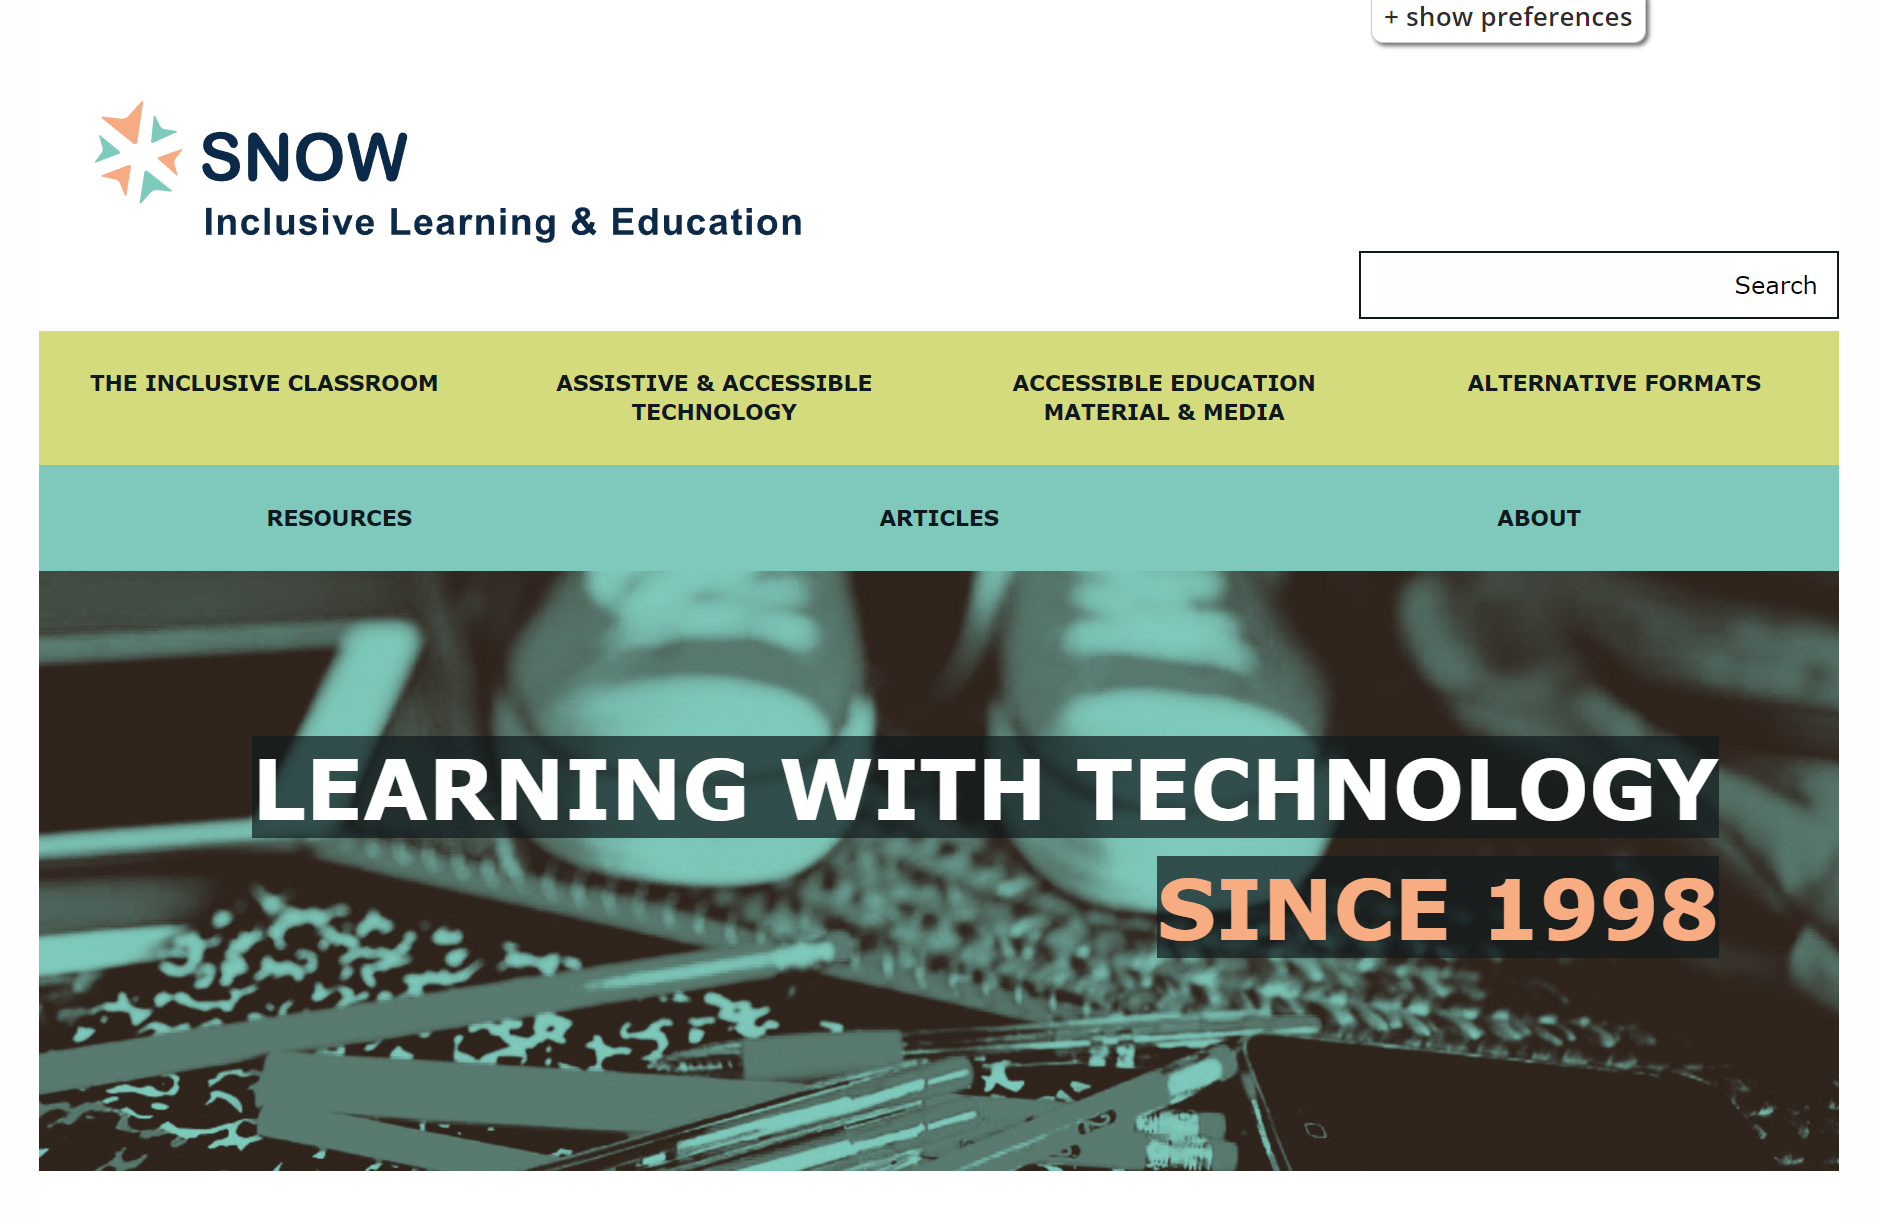 + show preferences
SNOW
Inclusive Learning & Education
Search
THE INCLUSIVE CLASSROOM
ASSISTIVE & ACCESSIBLE
TECHNOLOGY
ACCESSIBLE EDUCATION
MATERIAL & MEDIA
ALTERNATIVE FORMATS
RESOURCES
ARTICLES
ABOUT
LEARNING WITH TECHNOLOGY
SINCE 1998